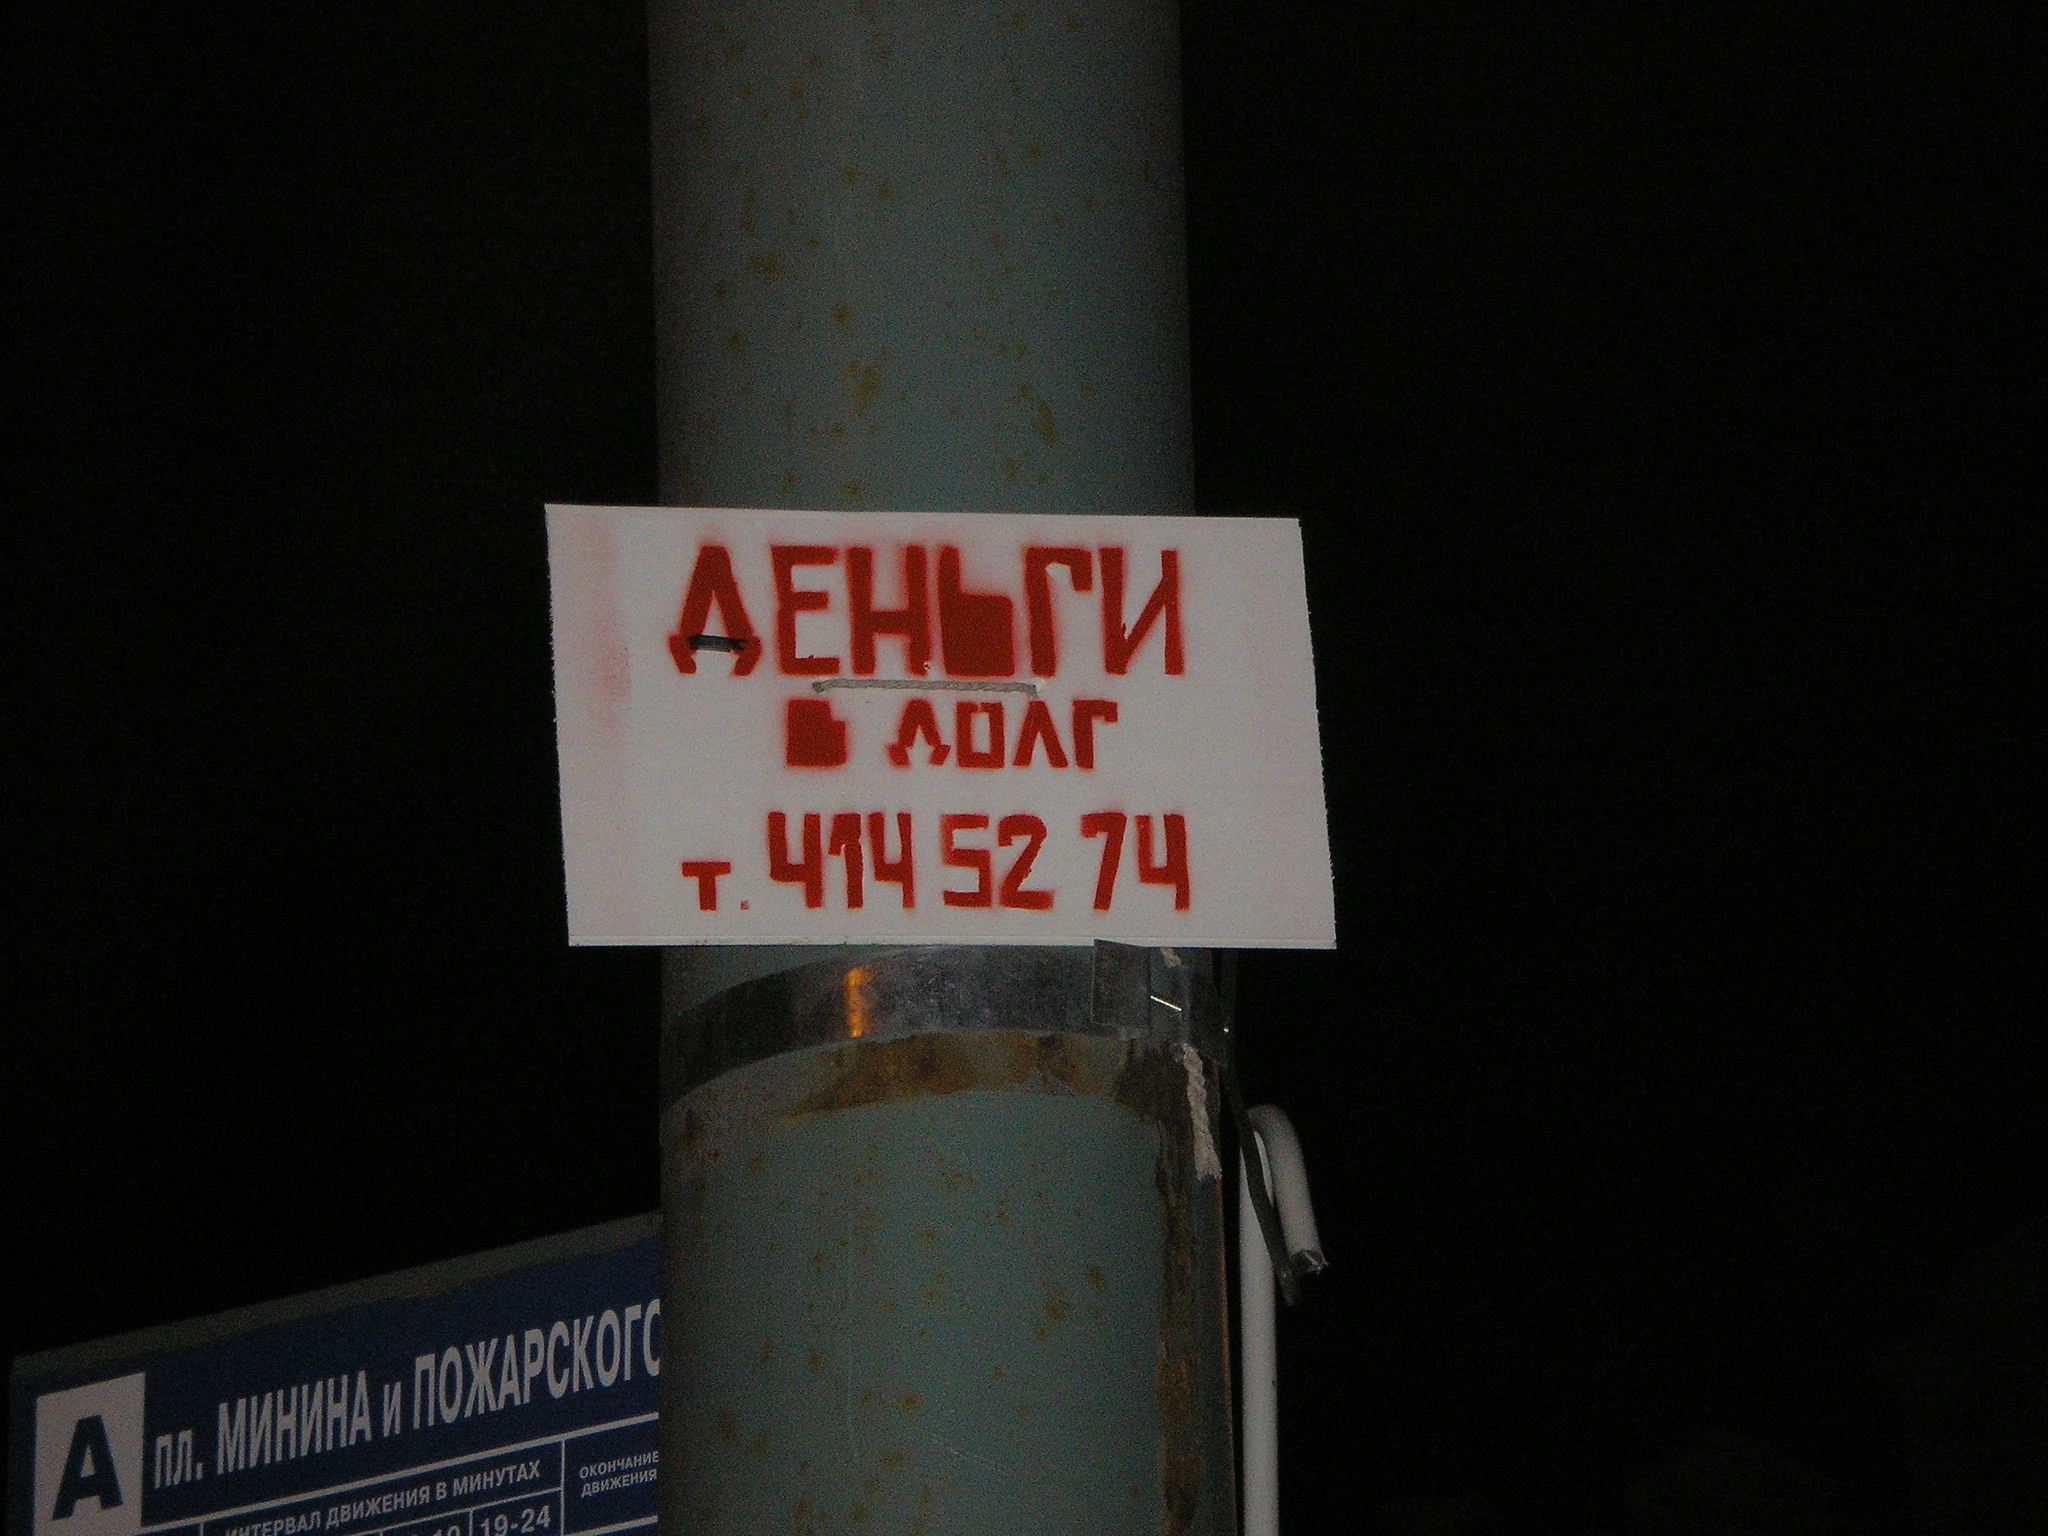 ДЕНЬГИ
В ДОЛГ
т. 414 52 74
А пл. МИНИНА и ПОЖАРСКОГО
ИНТЕРВАЛ ДВИЖЕНИЯ В МИНУТАХ
ОКОНЧАНИЕ
ДВИЖЕНИЯ
19-24